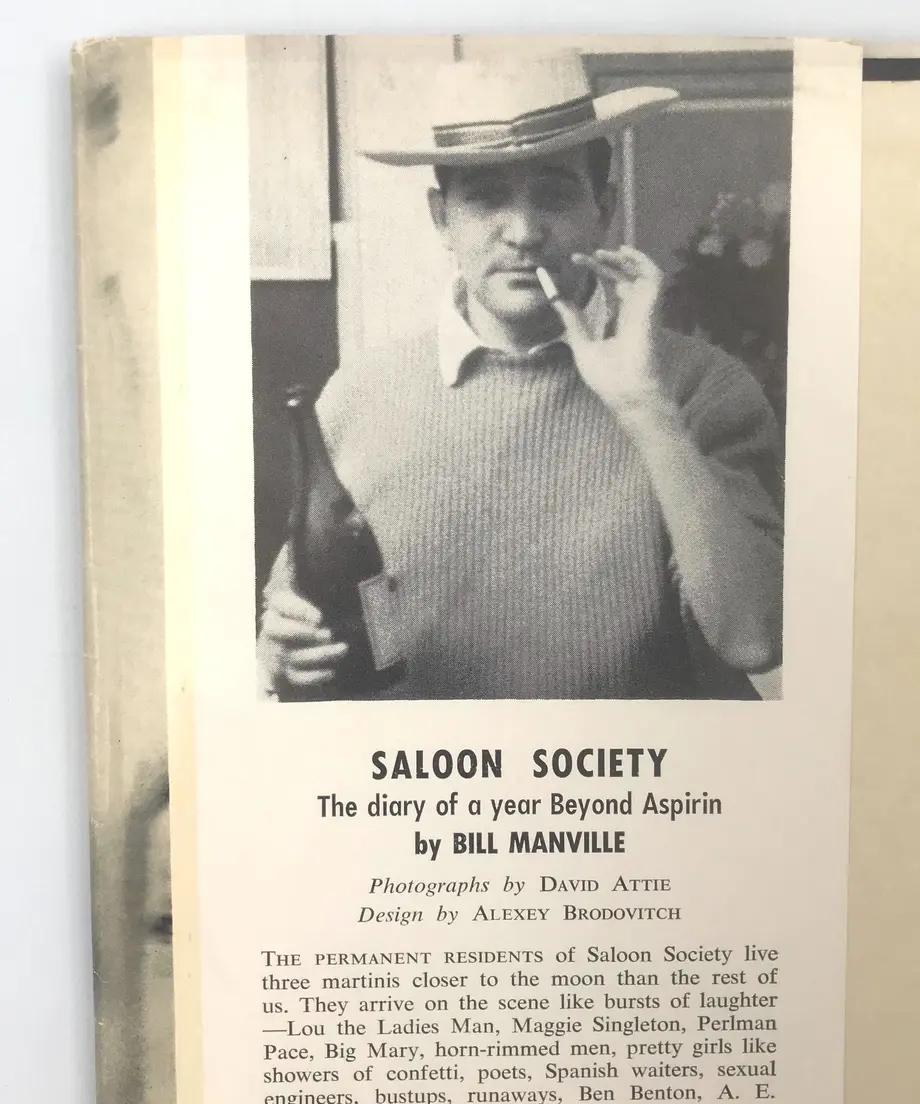 SALOON SOCIETY
The diary of a year Beyond Aspirin
by BILL MANVILLE
Photographs by DAVID ATTIE
Design by ALEXEY BRODOVITCH
THE PERMANENT RESIDENTS of Saloon Society live
three martinis closer to the moon than the rest of
us. They arrive on the scene like bursts of laughter
—Lou the Ladies Man, Maggie Singleton, Perlman
Pace, Big Mary, horn-rimmed men, pretty girls like
showers of confetti, poets, Spanish waiters, sexual
engineers, bustups, runaways, Ben Benton, A. E.